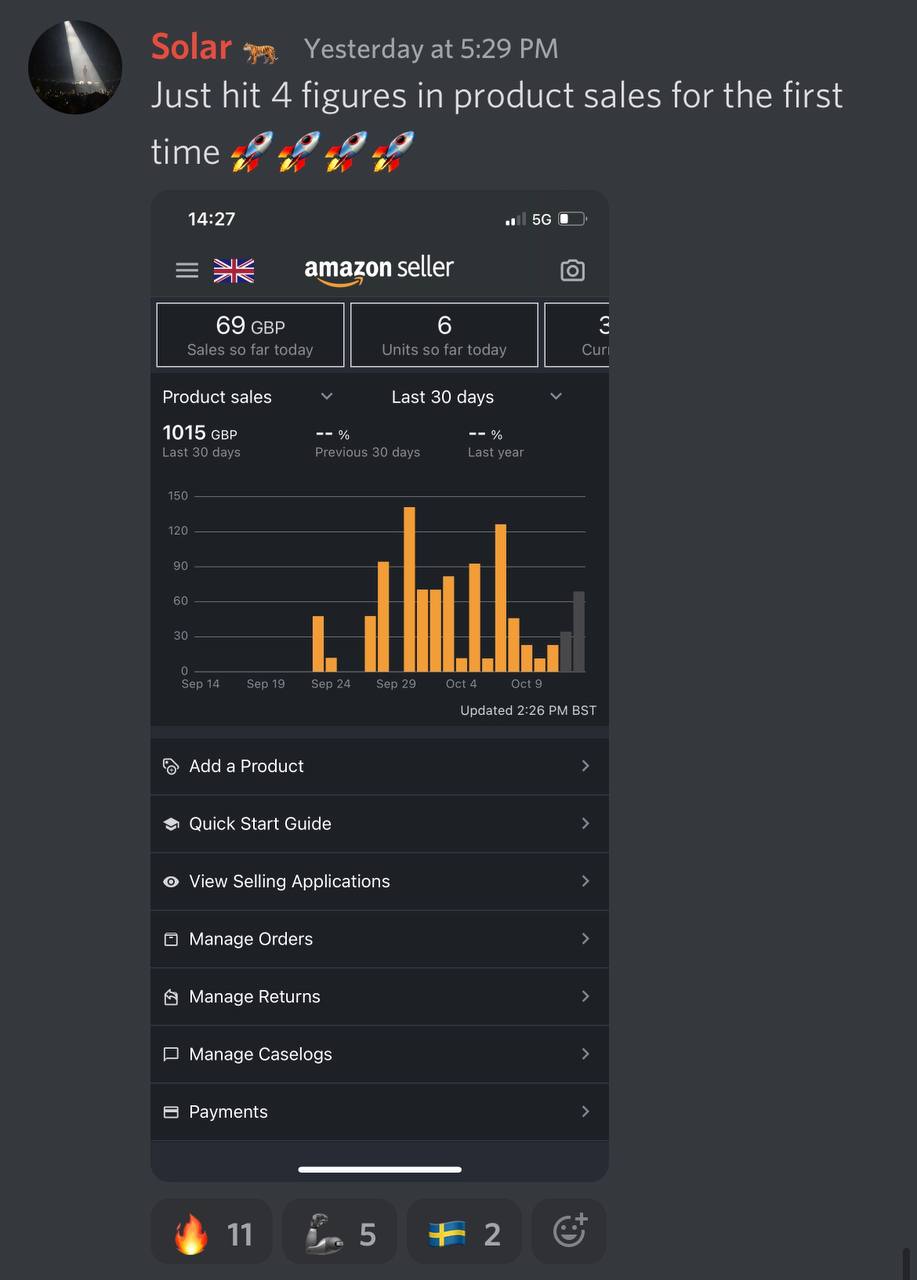 Solar 🐅 Yesterday at 5:29 PM
Just hit 4 figures in product sales for the first
time 🚀🚀🚀🚀
14:27 5G
amazon seller
69 GBP 6 3
Sales so far today Units so far today Curr
Product sales Last 30 days
1015 GBP -- % -- %
Last 30 days Previous 30 days Last year
150
120
90
60
30
0
Sep 14 Sep 19 Sep 24 Sep 29 Oct 4 Oct 9
Updated 2:26 PM BST
Add a Product
Quick Start Guide
View Selling Applications
Manage Orders
Manage Returns
Manage Caselogs
Payments
🔥 11 🦾 5 🇸🇪 2